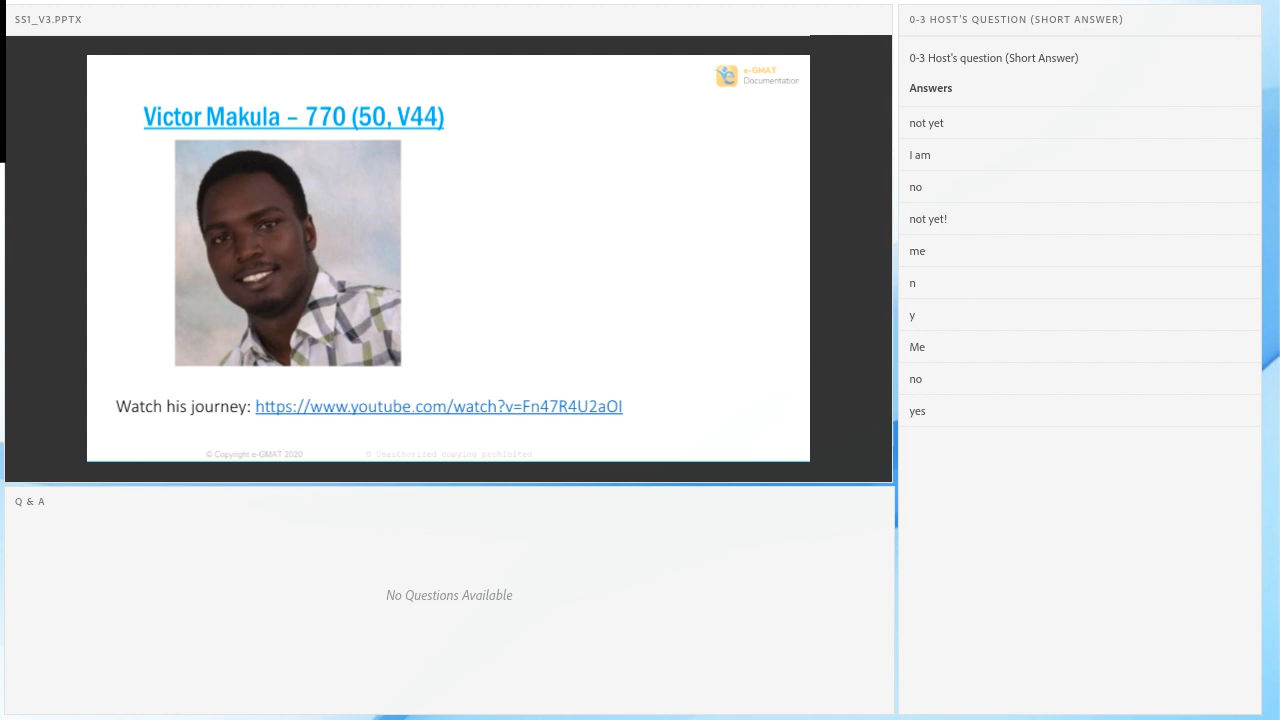 SS1_V3.PPTX
e-GMAT
Documentation
Victor Makula – 770 (50, V44)
Watch his journey: https://www.youtube.com/watch?v=Fn47R4U2aOI
© Copyright e-GMAT 2020
© Unauthorized copying prohibited
Q & A
No Questions Available
0-3 HOST'S QUESTION (SHORT ANSWER)
0-3 Host's question (Short Answer)
Answers
not yet
I am
no
not yet!
me
n
y
Me
no
yes